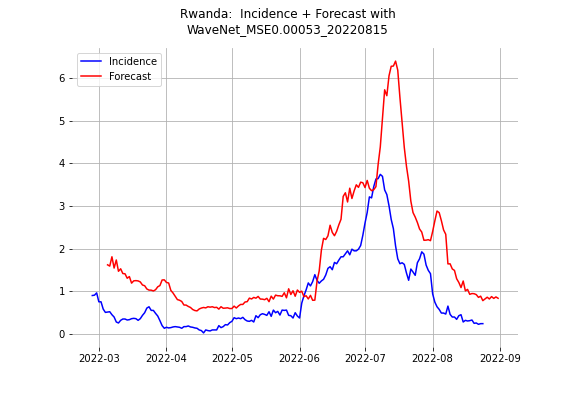 Rwanda:  Incidence + Forecast with
WaveNet_MSE0.00053_20220815
Incidence
Forecast
6
5
4
3
2
1
0
2022-03 2022-04 2022-05 2022-06 2022-07 2022-08 2022-09